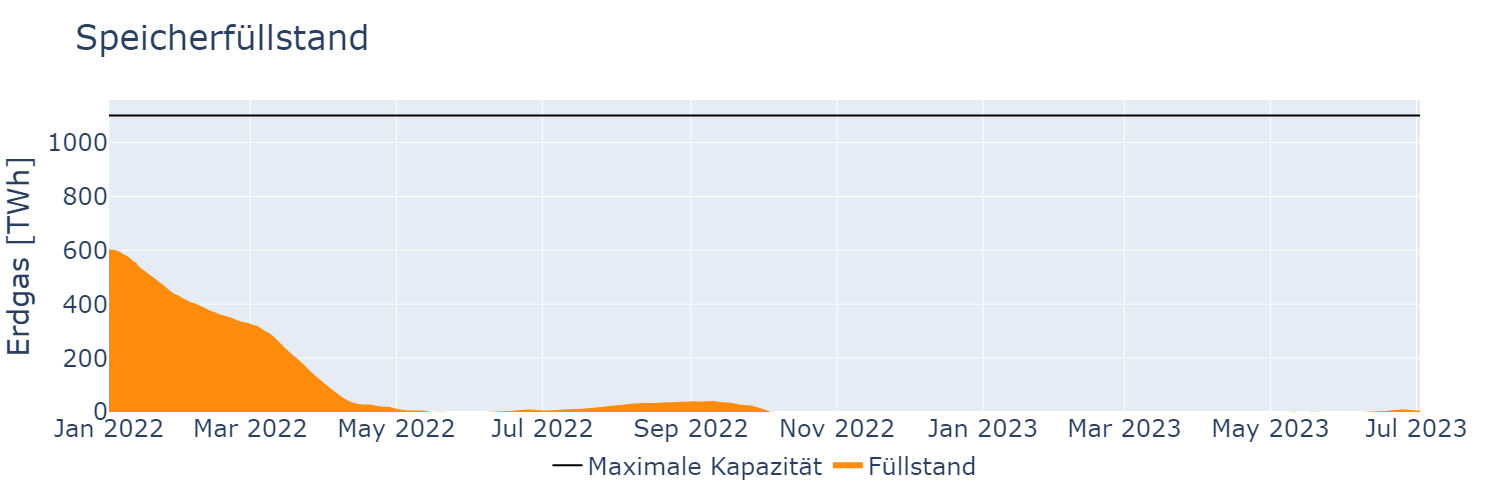 Speicherfüllstand
Erdgas [TWh]
1000
800
600
400
200
0
Jan 2022 Mar 2022 May 2022 Jul 2022 Sep 2022 Nov 2022 Jan 2023 Mar 2023 May 2023 Jul 2023
Maximale Kapazität Füllstand